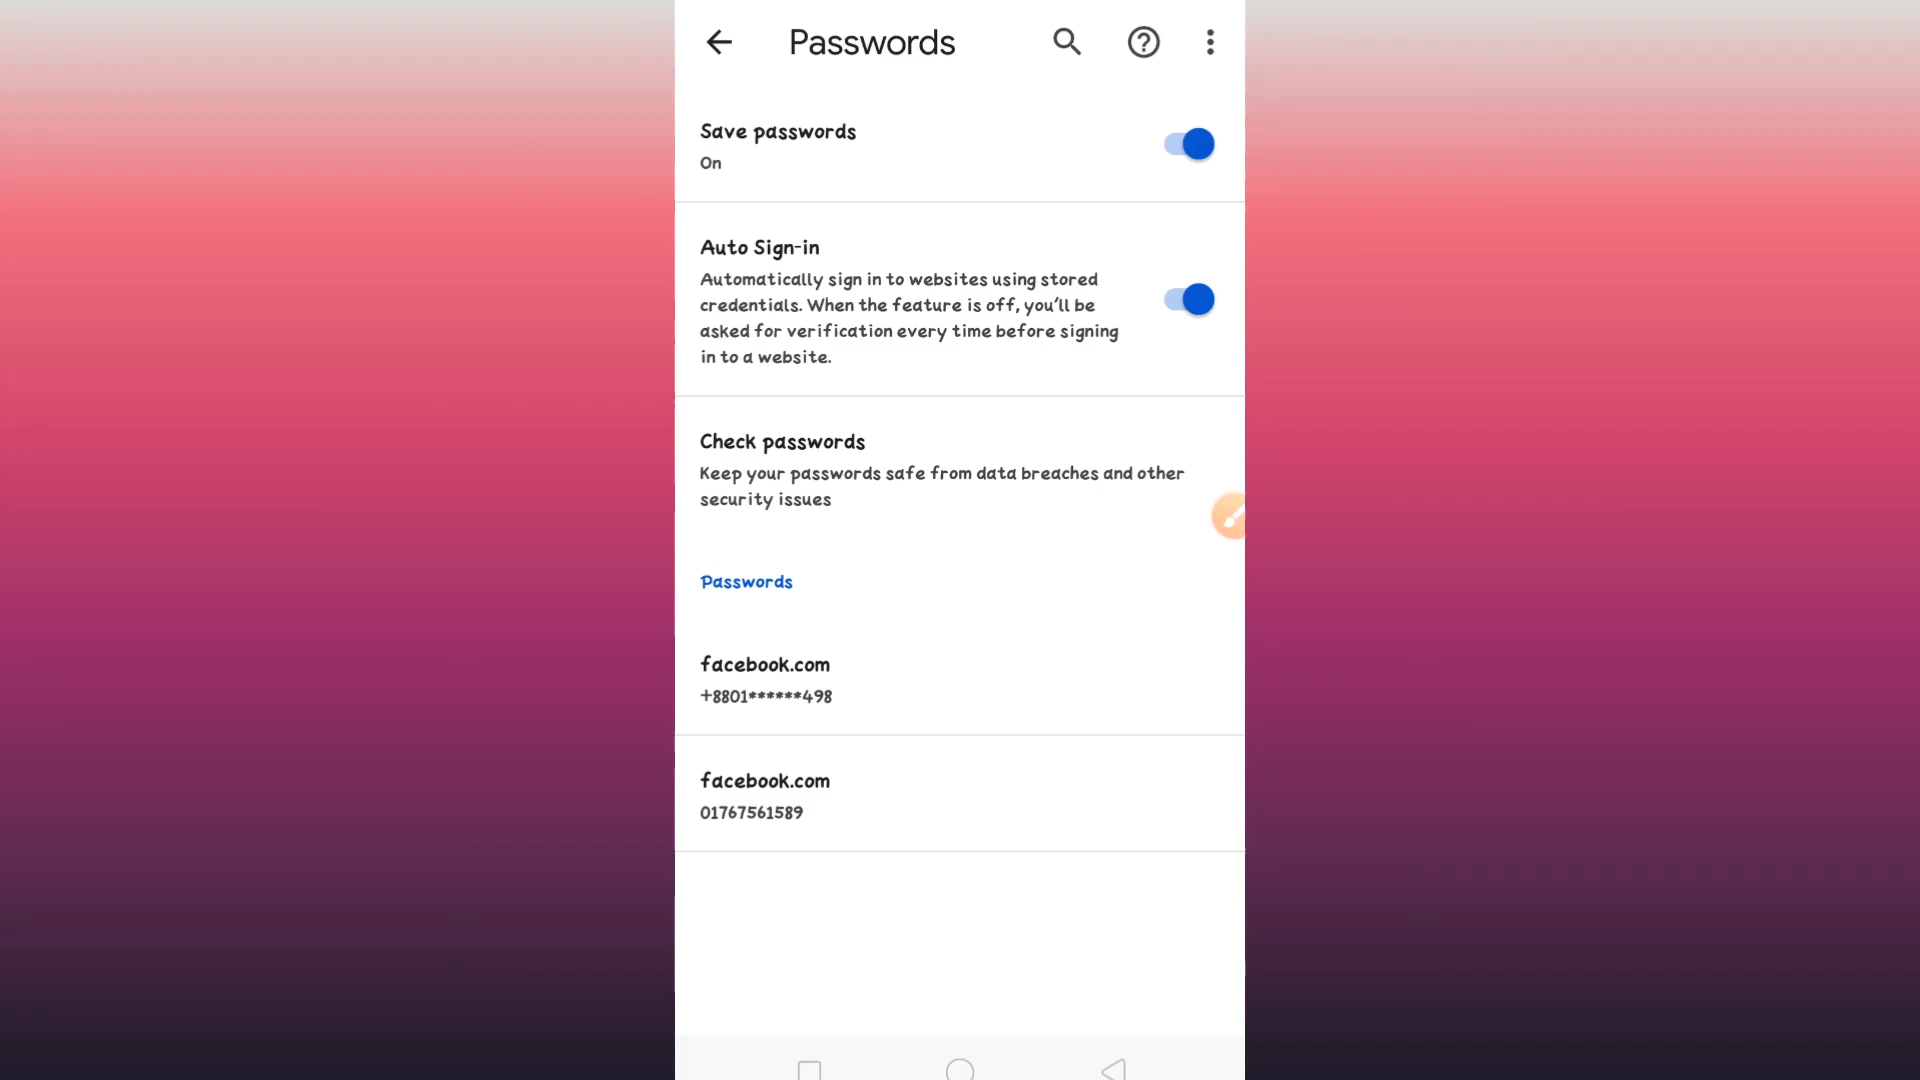 Passwords
Save passwords
On
Auto Sign-in
Automatically sign in to websites using stored
credentials. When the feature is off, you'll be
asked for verification every time before signing
in to a website.
Check passwords
Keep your passwords safe from data breaches and other
security issues
Passwords
facebook.com
+8801******498
facebook.com
01767561589